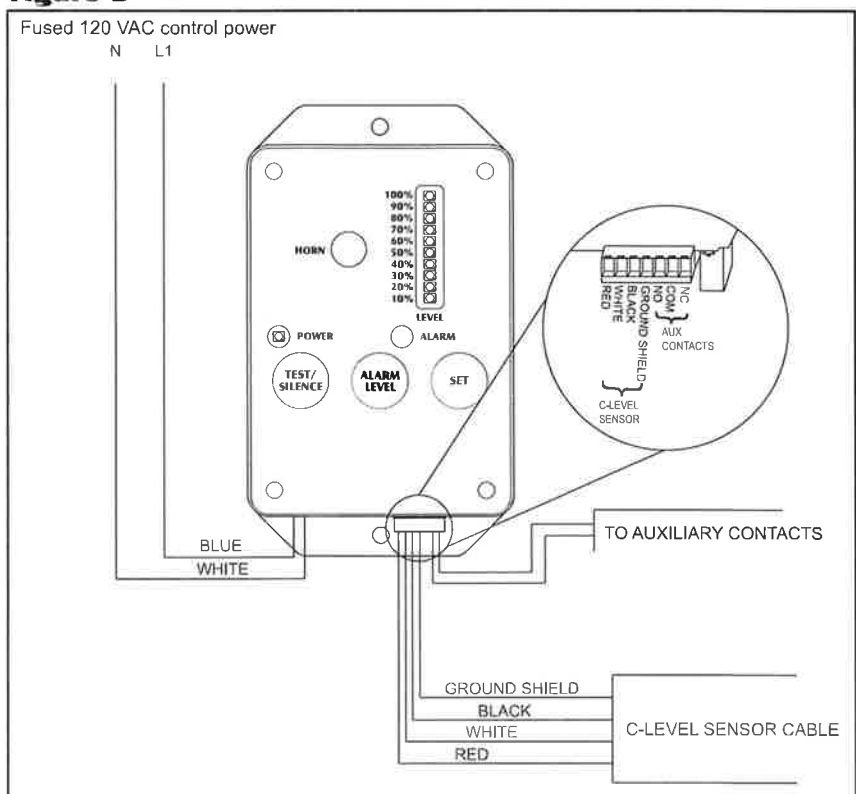 Fused 120 VAC control power
N L1
100%
90%
80%
70%
60%
50%
40%
30%
20%
10%
LEVEL
HORN
POWER
ALARM
TEST/
SILENCE
ALARM
LEVEL
SET
RED
WHITE
BLACK
GROUND SHIELD
NO
COM
NC
AUX
CONTACTS
C-LEVEL
SENSOR
BLUE
WHITE
TO AUXILIARY CONTACTS
GROUND SHIELD
BLACK
WHITE
RED
C-LEVEL SENSOR CABLE